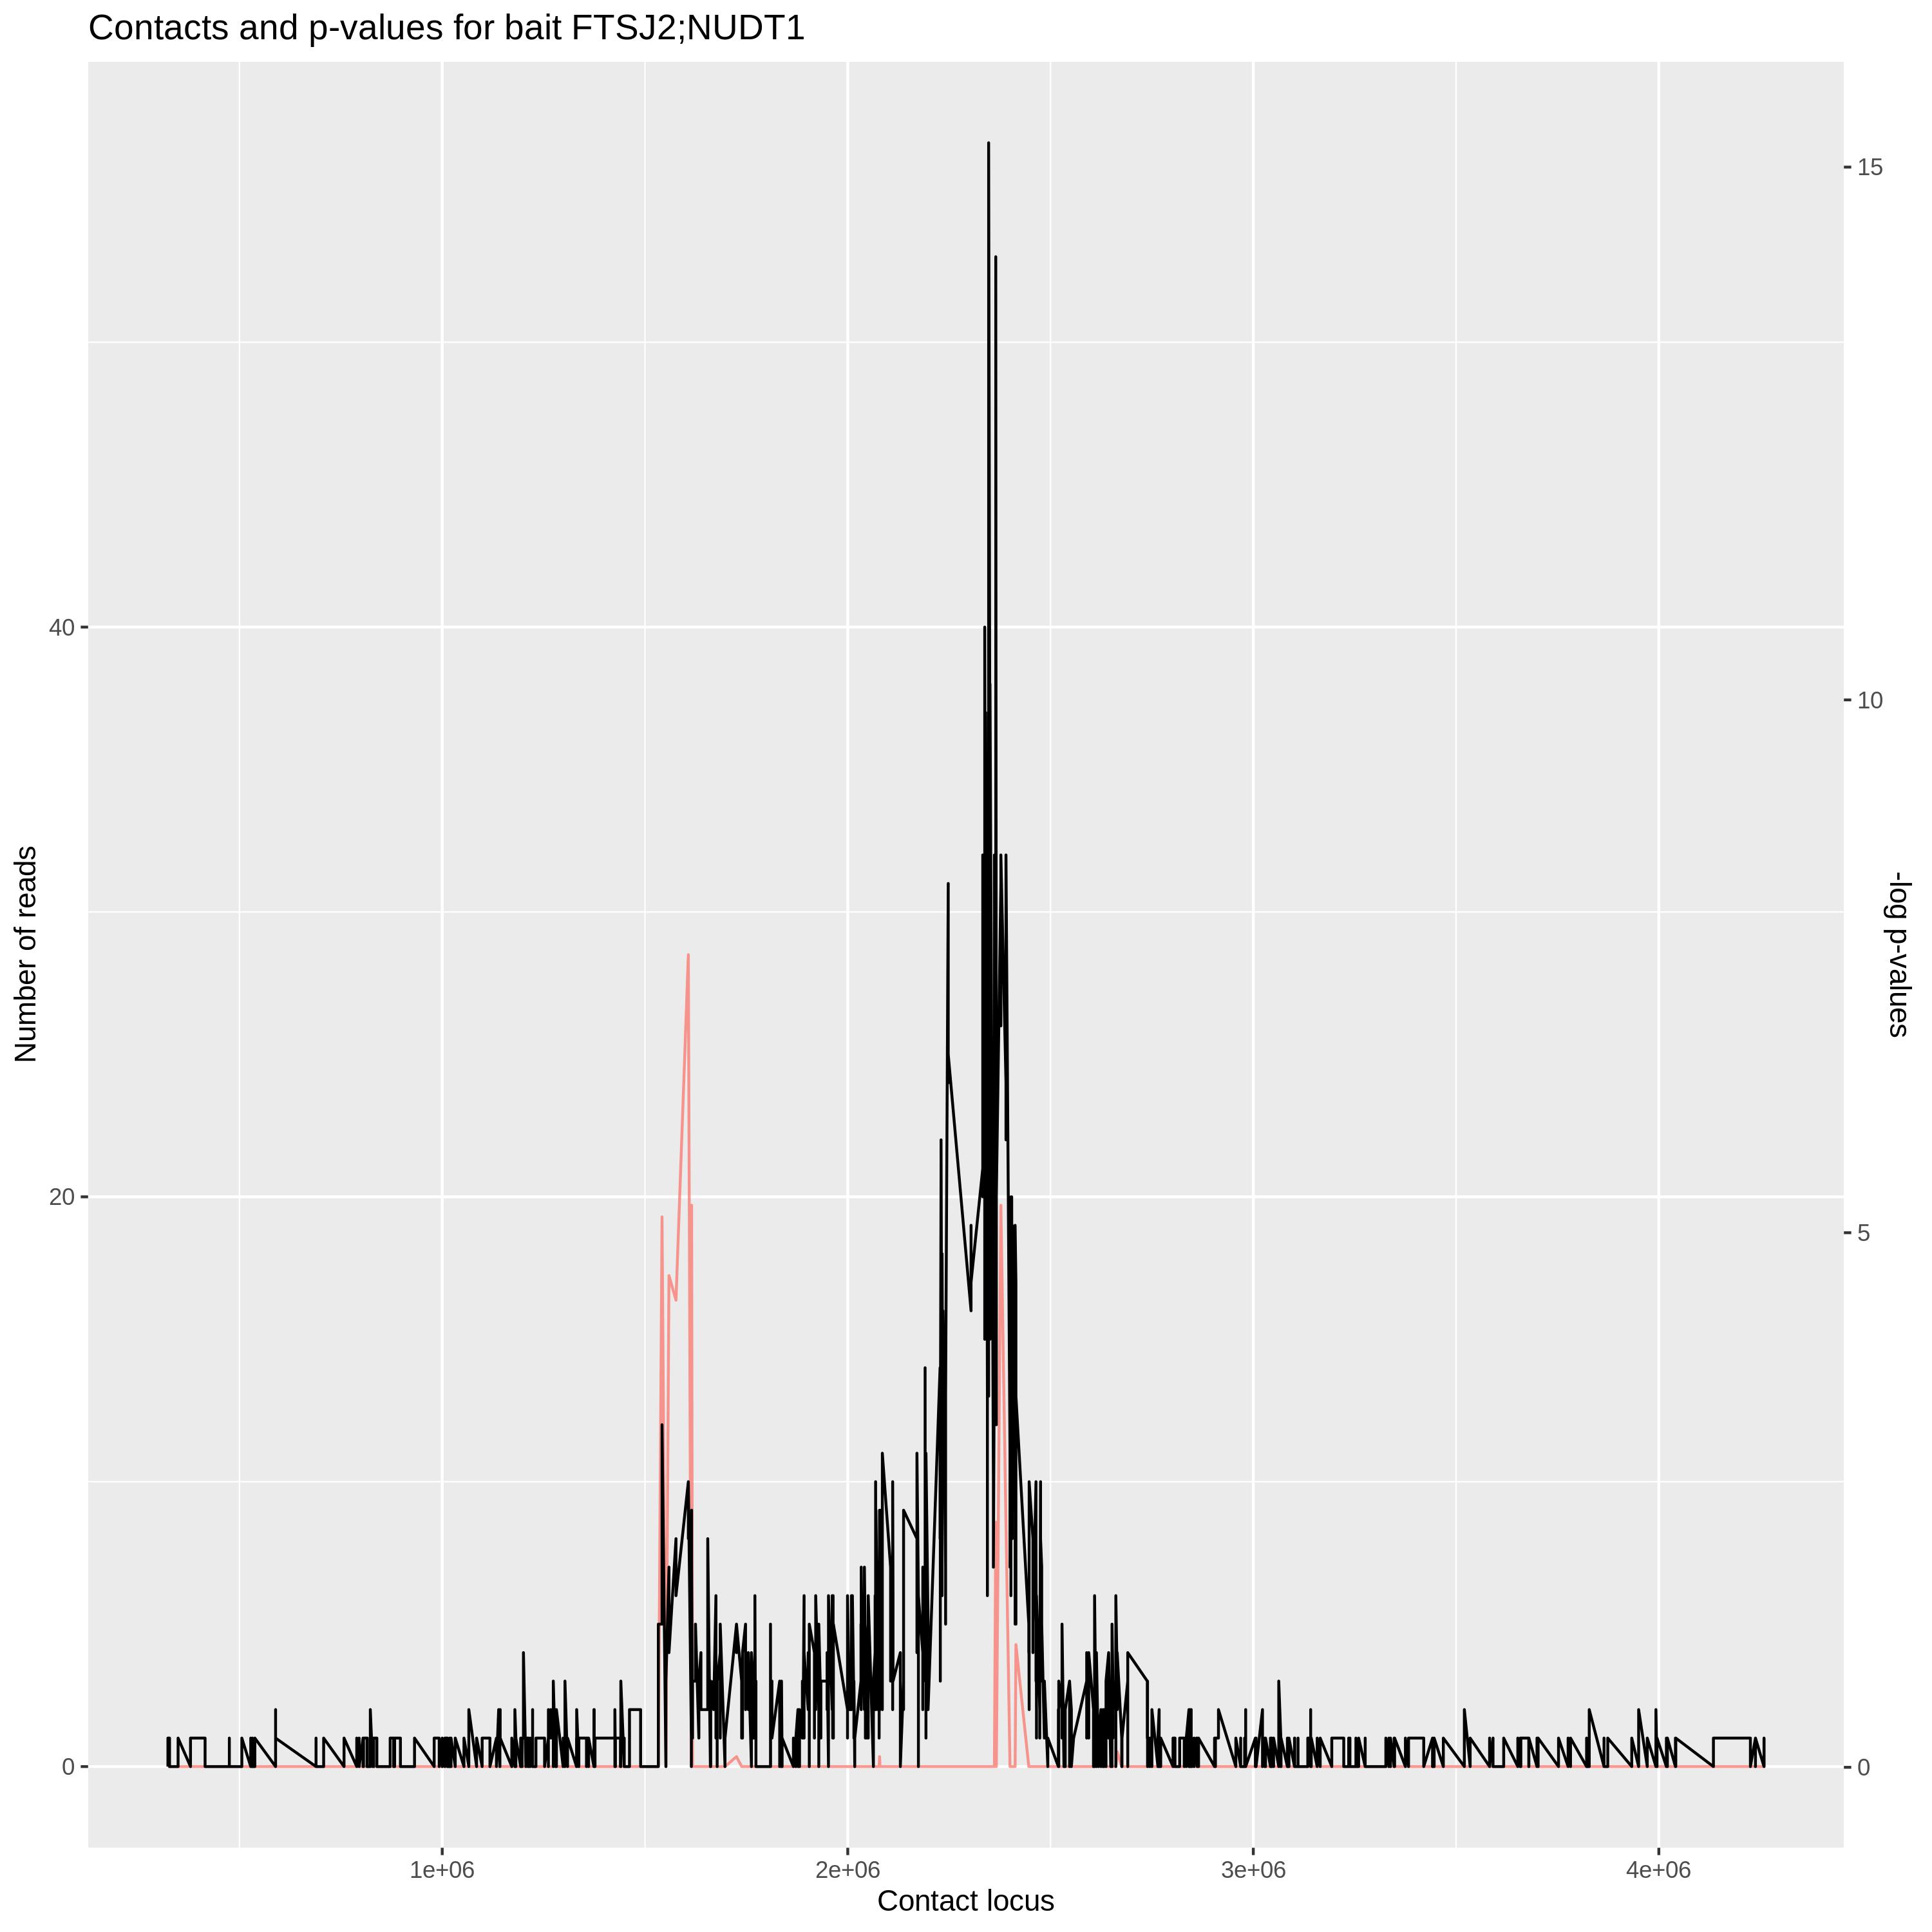 Contacts and p-values for bait FTSJ2;NUDT1
15
40
10
Number of reads
-log p-values
20
5
0
0
1e+06
2e+06
3e+06
4e+06
Contact locus